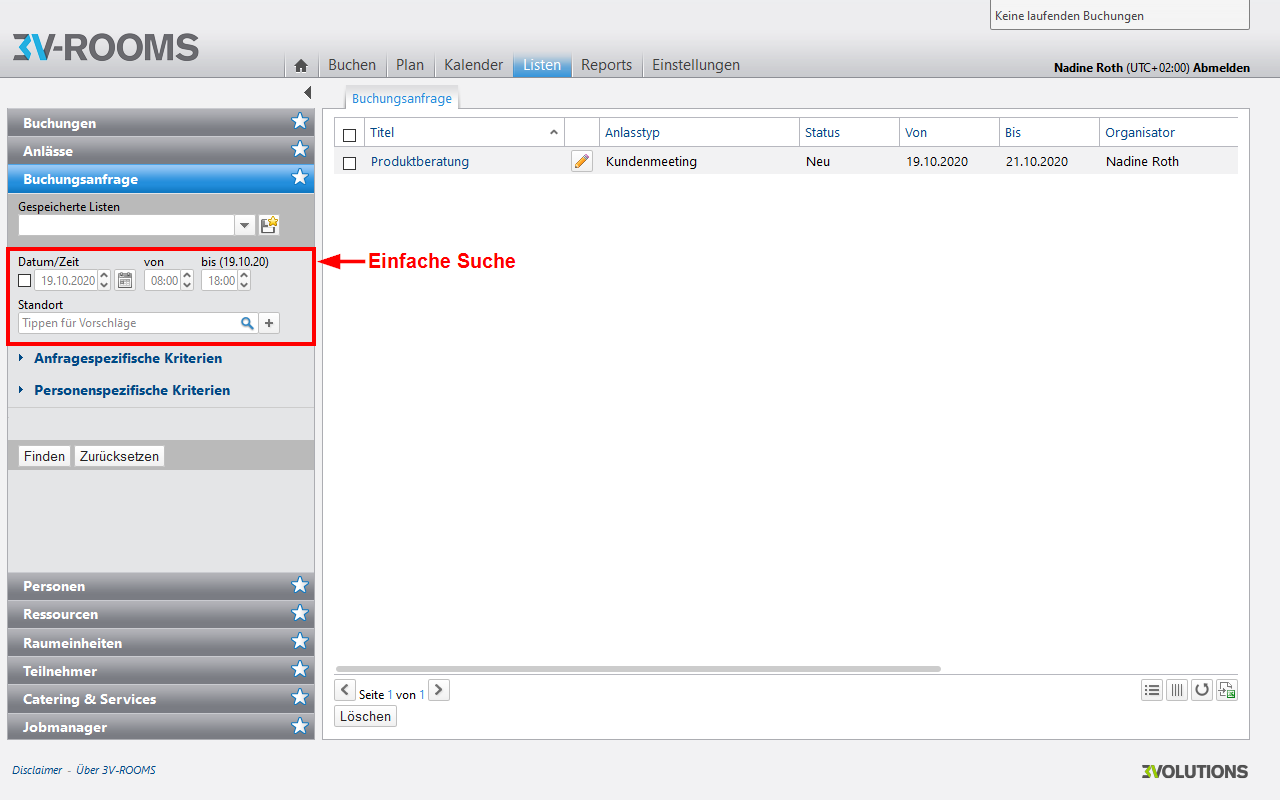 Keine laufenden Buchungen
3V-ROOMS
Buchen Plan Kalender Listen Reports Einstellungen
Nadine Roth (UTC+02:00) Abmelden
Buchungen
Anlässe
Buchungsanfrage
Gespeicherte Listen
Datum/Zeit von bis (19.10.20)
19.10.2020 08:00 18:00
Standort
Tippen für Vorschläge
Anfragespezifische Kriterien
Personenspezifische Kriterien
Finden Zurücksetzen
Personen
Ressourcen
Raumeinheiten
Teilnehmer
Catering & Services
Jobmanager
Buchungsanfrage
Titel Anlasstyp Status Von Bis Organisator
Produktberatung Kundenmeeting Neu 19.10.2020 21.10.2020 Nadine Roth
Einfache Suche
Seite 1 von 1
Löschen
Disclaimer - Über 3V-ROOMS
3VOLUTIONS